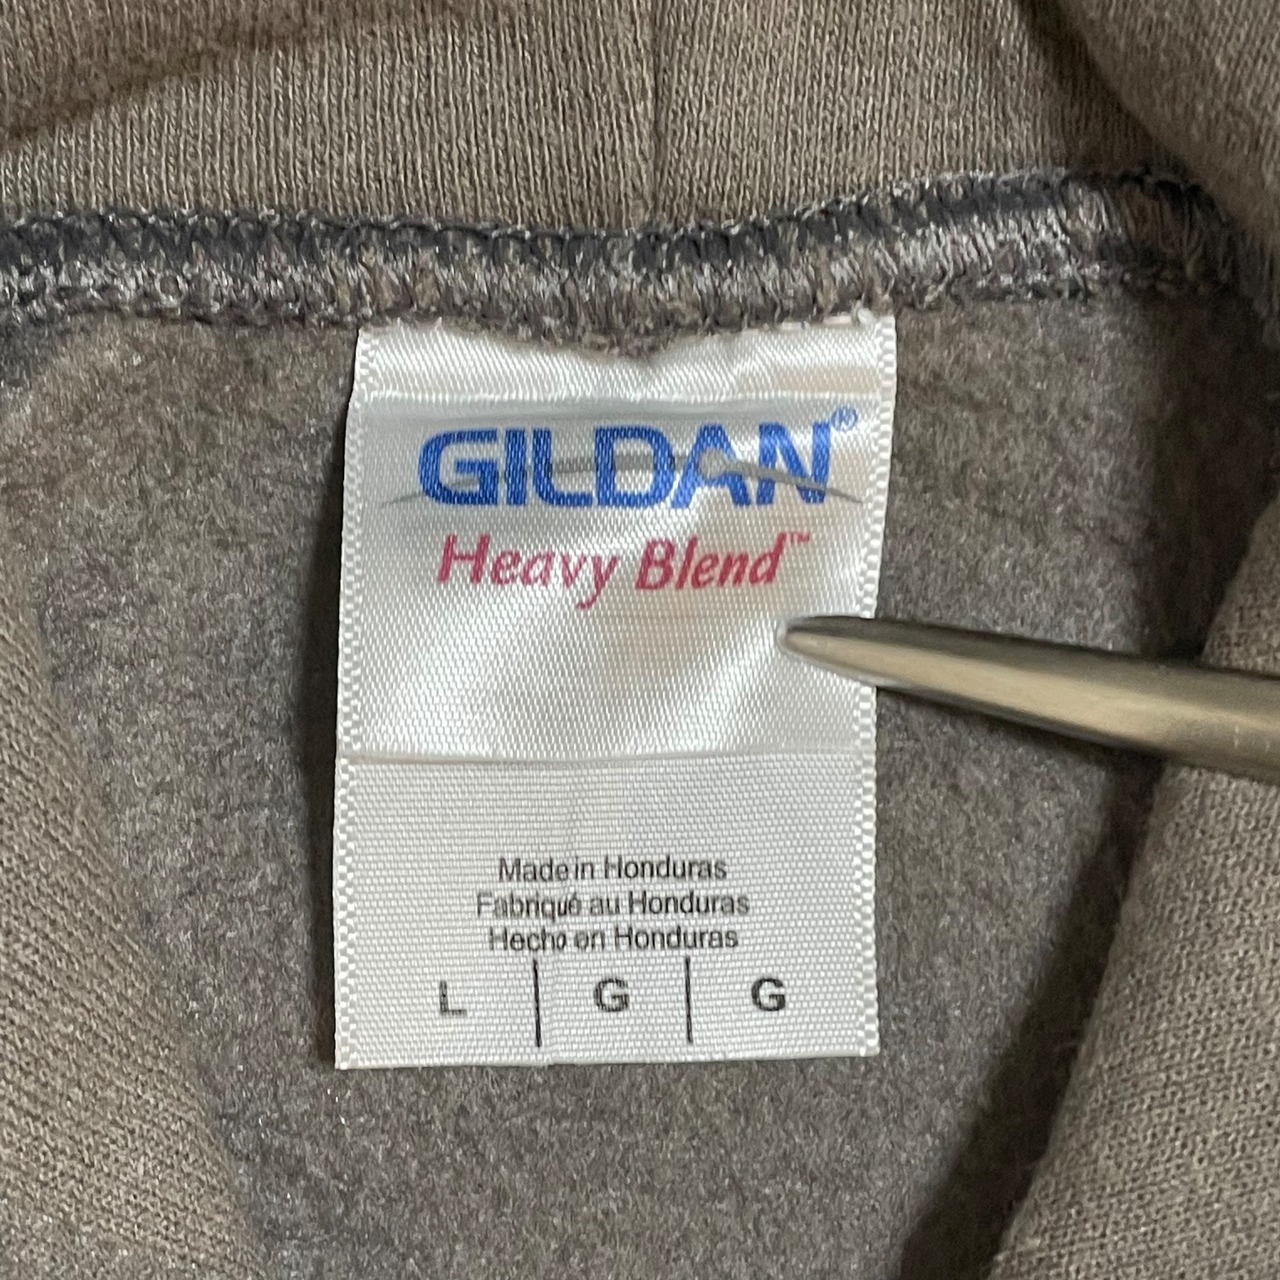 GILDAN®
Heavy Blend™
Made in Honduras
Fabriqué au Honduras
Hecho en Honduras
L | G | G